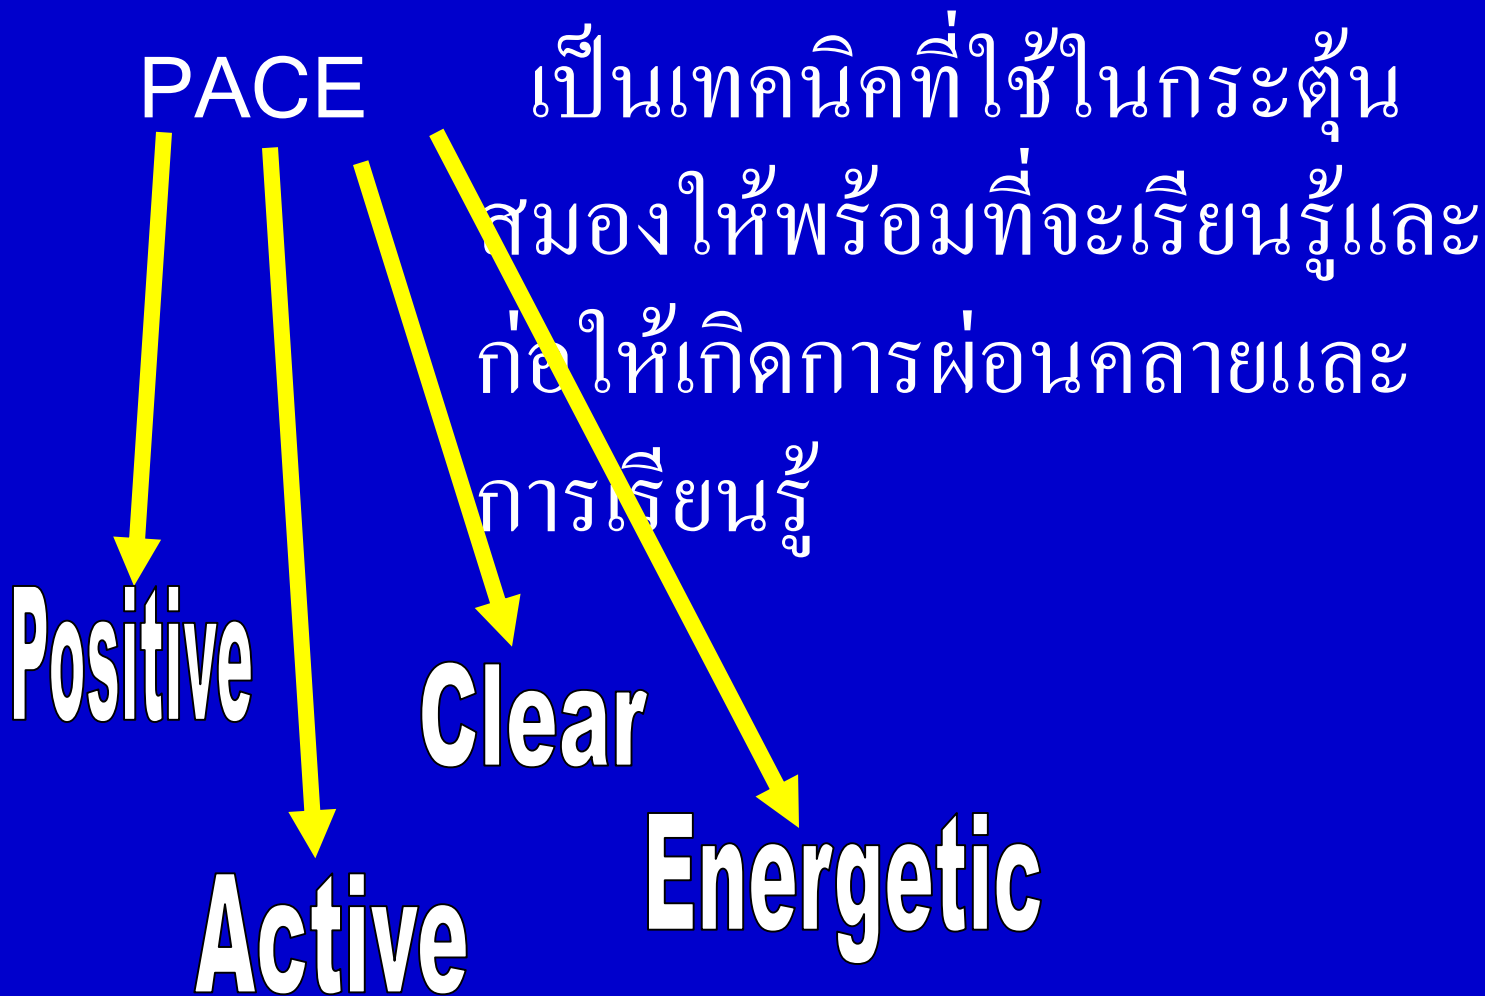 PACE เป็นเทคนิคที่ใช้ในกระตุ้น
สมองให้พร้อมที่จะเรียนรู้และ
ก่อให้เกิดการผ่อนคลายและ
การเรียนรู้
Positive
Clear
Energetic
Active